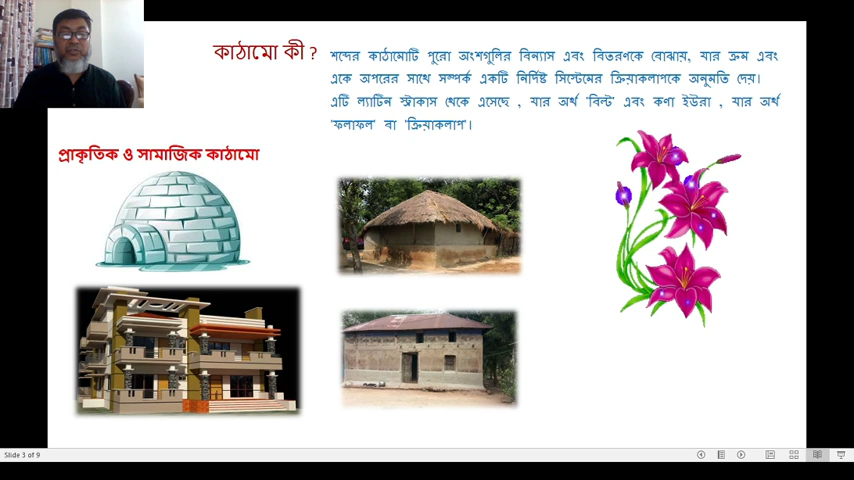 কাঠামো কী ?
শব্দের কাঠামোটি পুরো অংশগুলির বিন্যাস এবং বিতরণকে বোঝায়, যার ক্রম এবং
একে অপরের সাথে সম্পর্ক একটি নির্দিষ্ট সিস্টেমের ক্রিয়াকলাপকে অনুমতি দেয়।
এটি ল্যাটিন স্ট্রাকাস থেকে এসেছে , যার অর্থ 'বিল্ট' এবং কণা ইউরা , যার অর্থ
'ফলাফল' বা 'ক্রিয়াকলাপ'।
প্রাকৃতিক ও সামাজিক কাঠামো
Slide 3 of 9